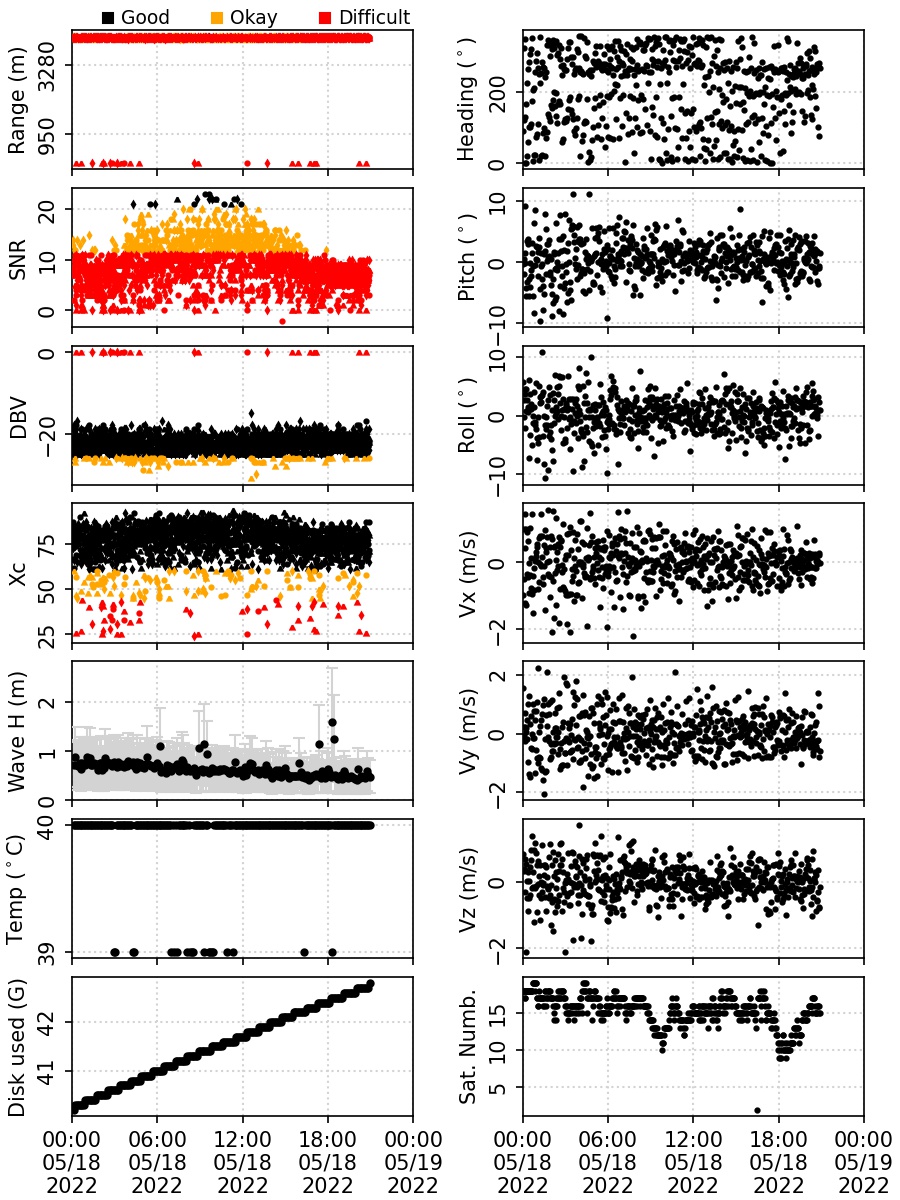 Good Okay Difficult
Range (m)
3280
950
Heading (°)
200
0
SNR
20
10
0
Pitch (°)
10
0
−10
DBV
0
−20
Roll (°)
10
0
−10
Xc
75
50
25
Vx (m/s)
0
−2
Wave H (m)
2
1
0
Vy (m/s)
2
0
−2
Temp (°C)
40
39
Vz (m/s)
0
−2
Disk used (G)
42
41
Sat. Numb.
15
10
5
00:00 06:00 12:00 18:00 00:00
05/18 05/18 05/18 05/18 05/19
2022 2022 2022 2022 2022
00:00 06:00 12:00 18:00 00:00
05/18 05/18 05/18 05/18 05/19
2022 2022 2022 2022 2022